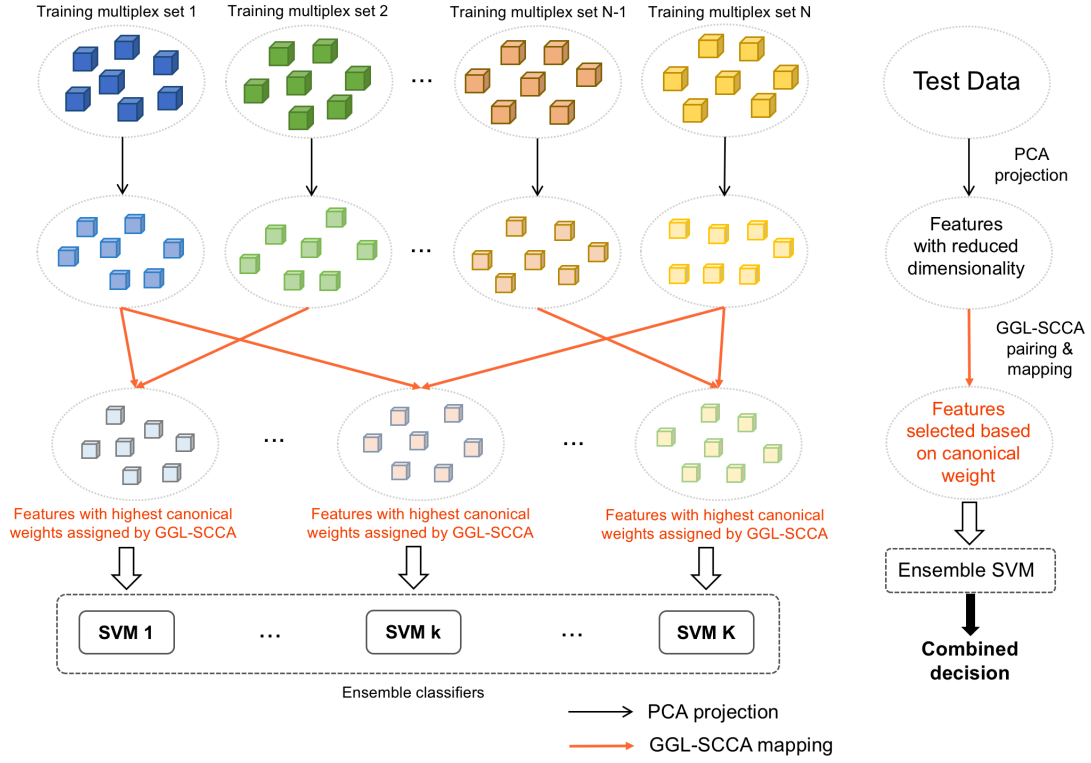 Training multiplex set 1
Training multiplex set 2
Training multiplex set N-1
Training multiplex set N
...
Test Data
PCA
projection
...
Features
with reduced
dimensionality
GGL-SCCA
pairing &
mapping
...
...
Features
selected based
on canonical
weight
Features with highest canonical
weights assigned by GGL-SCCA
Features with highest canonical
weights assigned by GGL-SCCA
Features with highest canonical
weights assigned by GGL-SCCA
Ensemble SVM
SVM 1
...
SVM k
...
SVM K
Combined
decision
Ensemble classifiers
PCA projection
GGL-SCCA mapping